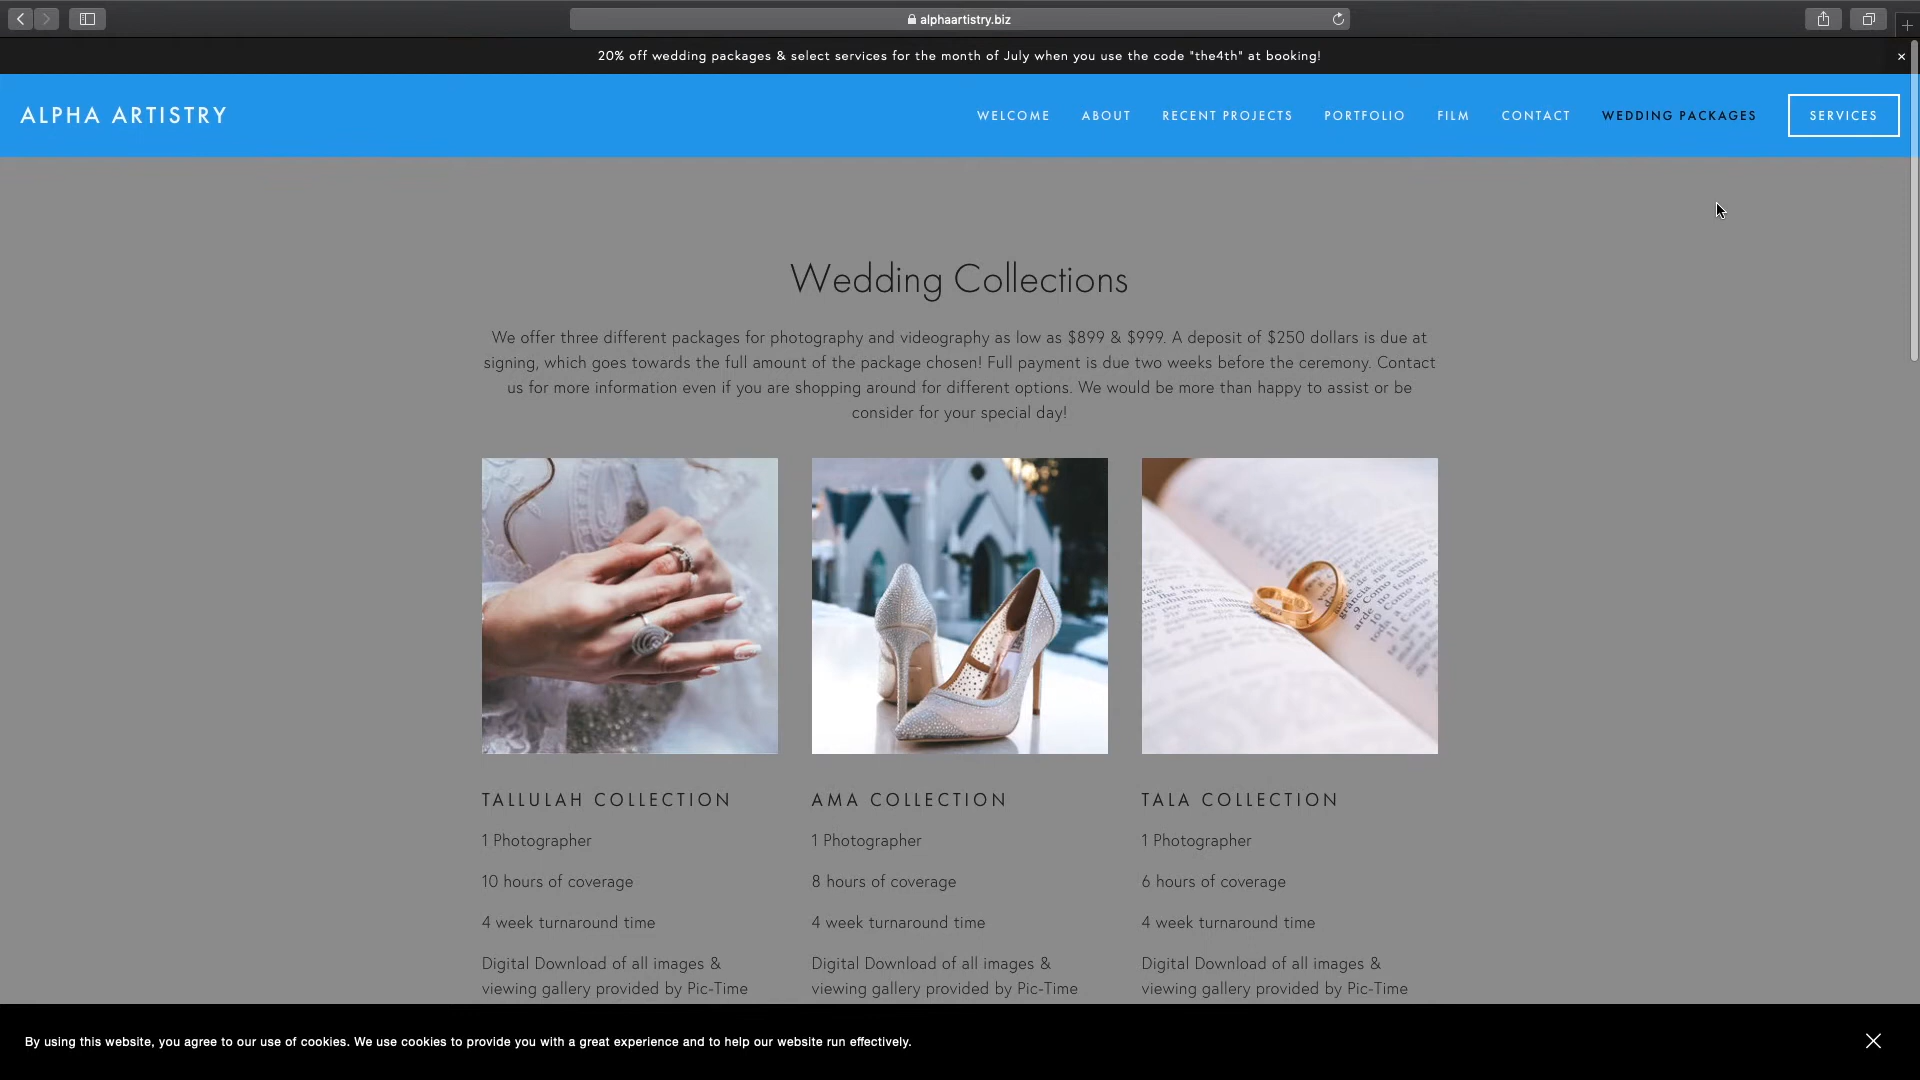 alphaartistry.biz
20% off wedding packages & select services for the month of July when you use the code "the4th" at booking!
ALPHA ARTISTRY
WELCOME
ABOUT
RECENT PROJECTS
PORTFOLIO
FILM
CONTACT
WEDDING PACKAGES
SERVICES
Wedding Collections
We offer three different packages for photography and videography as low as $899 & $999. A deposit of $250 dollars is due at
signing, which goes towards the full amount of the package chosen! Full payment is due two weeks before the ceremony. Contact
us for more information even if you are shopping around for different options. We would be more than happy to assist or be
consider for your special day!
TALLULAH COLLECTION
1 Photographer
10 hours of coverage
4 week turnaround time
Digital Download of all images &
viewing gallery provided by Pic-Time
AMA COLLECTION
1 Photographer
8 hours of coverage
4 week turnaround time
Digital Download of all images &
viewing gallery provided by Pic-Time
TALA COLLECTION
1 Photographer
6 hours of coverage
4 week turnaround time
Digital Download of all images &
viewing gallery provided by Pic-Time
By using this website, you agree to our use of cookies. We use cookies to provide you with a great experience and to help our website run effectively.